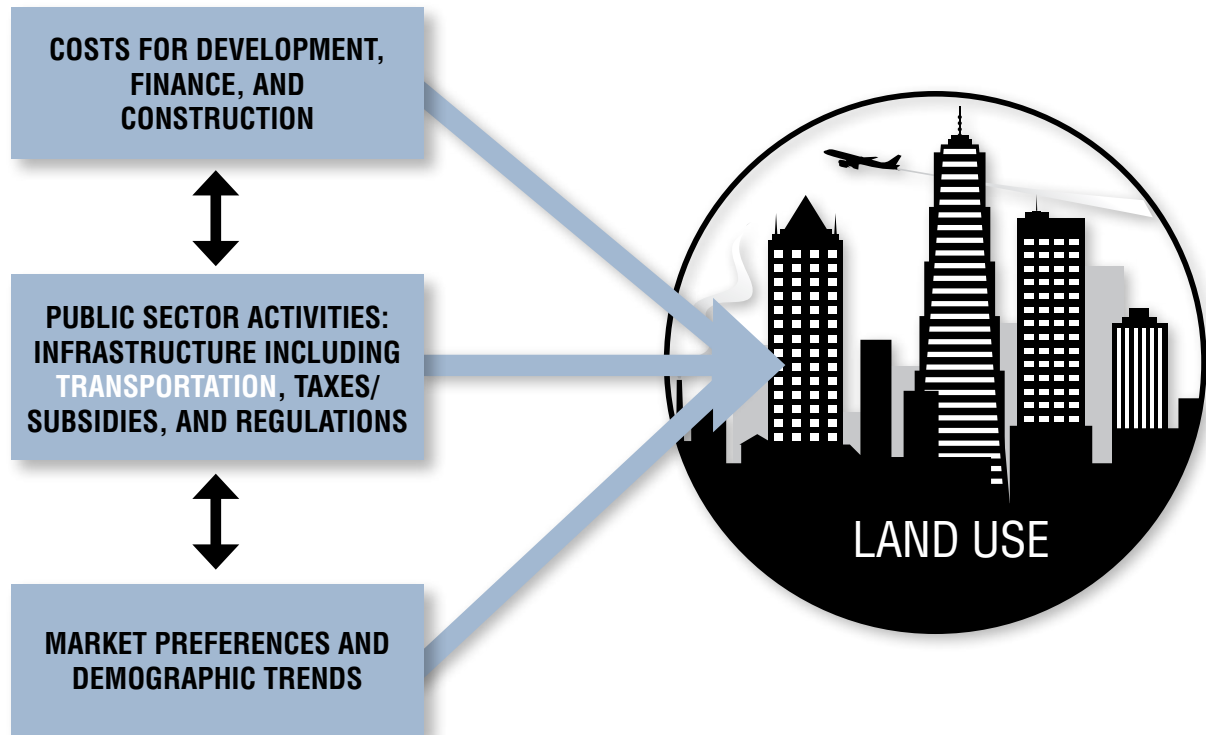 COSTS FOR DEVELOPMENT,
FINANCE, AND
CONSTRUCTION
PUBLIC SECTOR ACTIVITIES:
INFRASTRUCTURE INCLUDING
TRANSPORTATION, TAXES/
SUBSIDIES, AND REGULATIONS
MARKET PREFERENCES AND
DEMOGRAPHIC TRENDS
LAND USE